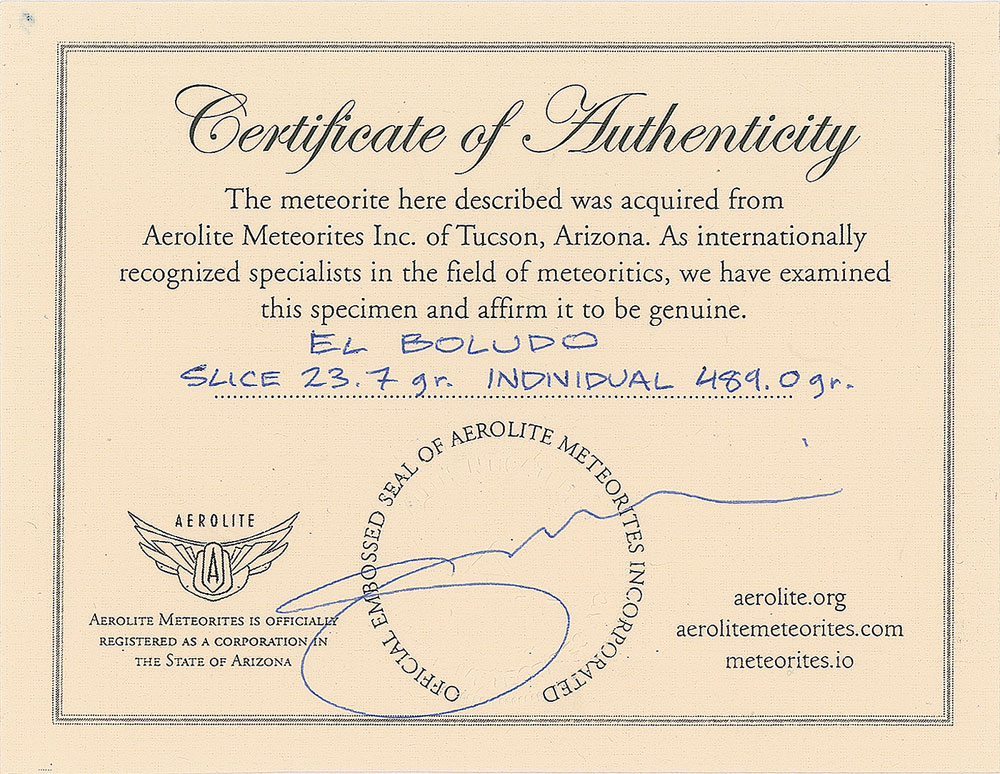 Certificate of Authenticity
The meteorite here described was acquired from
Aerolite Meteorites Inc. of Tucson, Arizona. As internationally
recognized specialists in the field of meteoritics, we have examined
this specimen and affirm it to be genuine.
EL BOLUDO
SLICE 23.7 gr. INDIVIDUAL 489.0 gr.
OFFICIAL EMBOSSED SEAL OF AEROLITE METEORITES INCORPORATED
AEROLITE
A
AEROLITE METEORITES IS OFFICIALLY
REGISTERED AS A CORPORATION IN
THE STATE OF ARIZONA
aerolite.org
aerolitemeteorites.com
meteorites.io